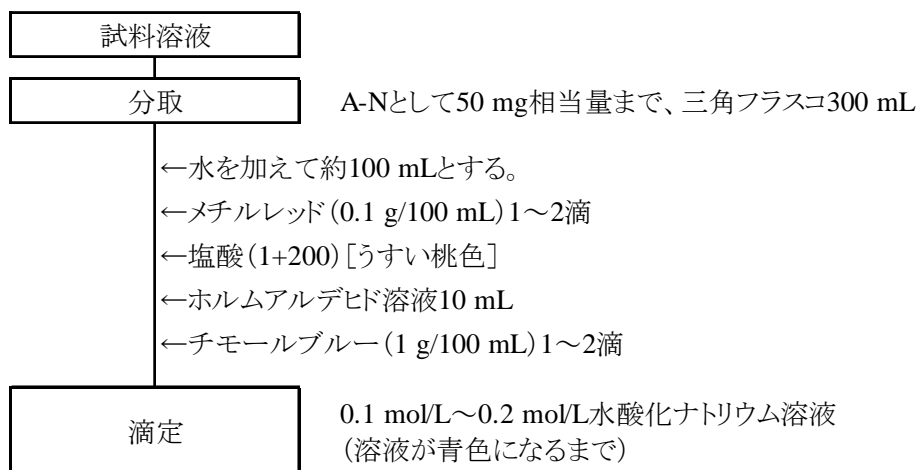 試料溶液
分取
A-Nとして50 mg相当量まで、三角フラスコ300 mL
←水を加えて約100 mLとする。
←メチルレッド（0.1 g/100 mL）1～2滴
←塩酸（1+200）［うすい桃色］
←ホルムアルデヒド溶液10 mL
←チモールブルー（1 g/100 mL）1～2滴
滴定
0.1 mol/L～0.2 mol/L水酸化ナトリウム溶液
（溶液が青色になるまで）